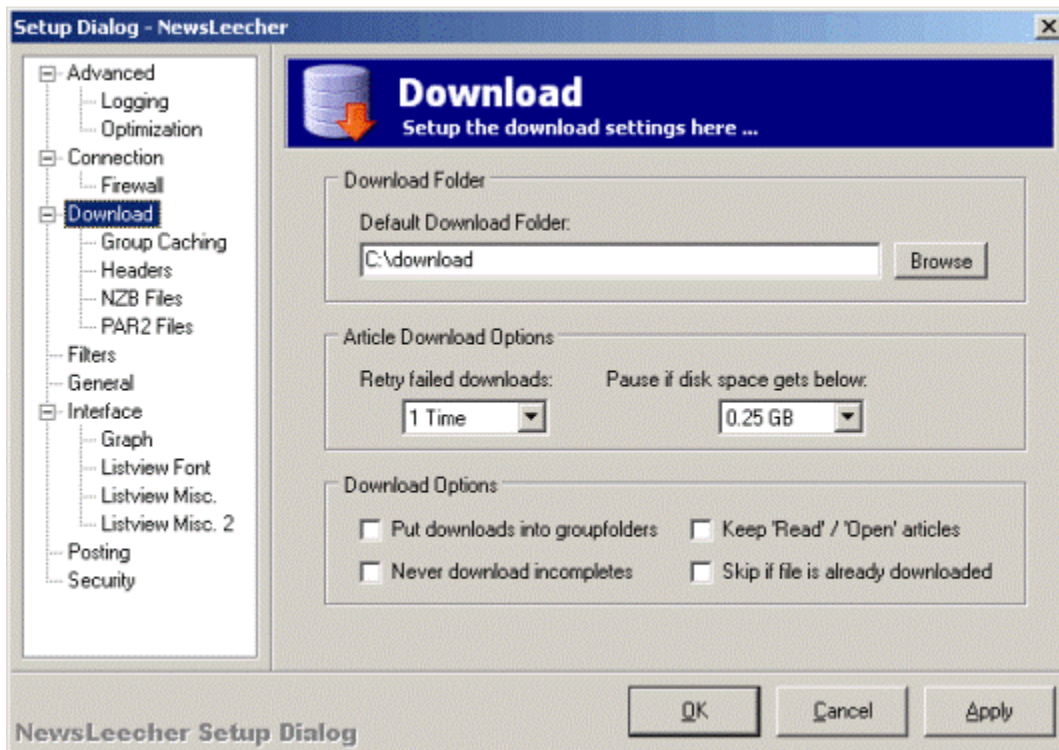 Setup Dialog - NewsLeecher
Advanced
Logging
Optimization
Connection
Firewall
Download
Group Caching
Headers
NZB Files
PAR2 Files
Filters
General
Interface
Graph
Listview Font
Listview Misc.
Listview Misc. 2
Posting
Security
Download
Setup the download settings here ...
Download Folder
Default Download Folder:
C:\download
Browse
Article Download Options
Retry failed downloads: Pause if disk space gets below:
1 Time 0.25 GB
Download Options
Put downloads into groupfolders Keep 'Read' / 'Open' articles
Never download incompletes Skip if file is already downloaded
NewsLeecher Setup Dialog
OK Cancel Apply